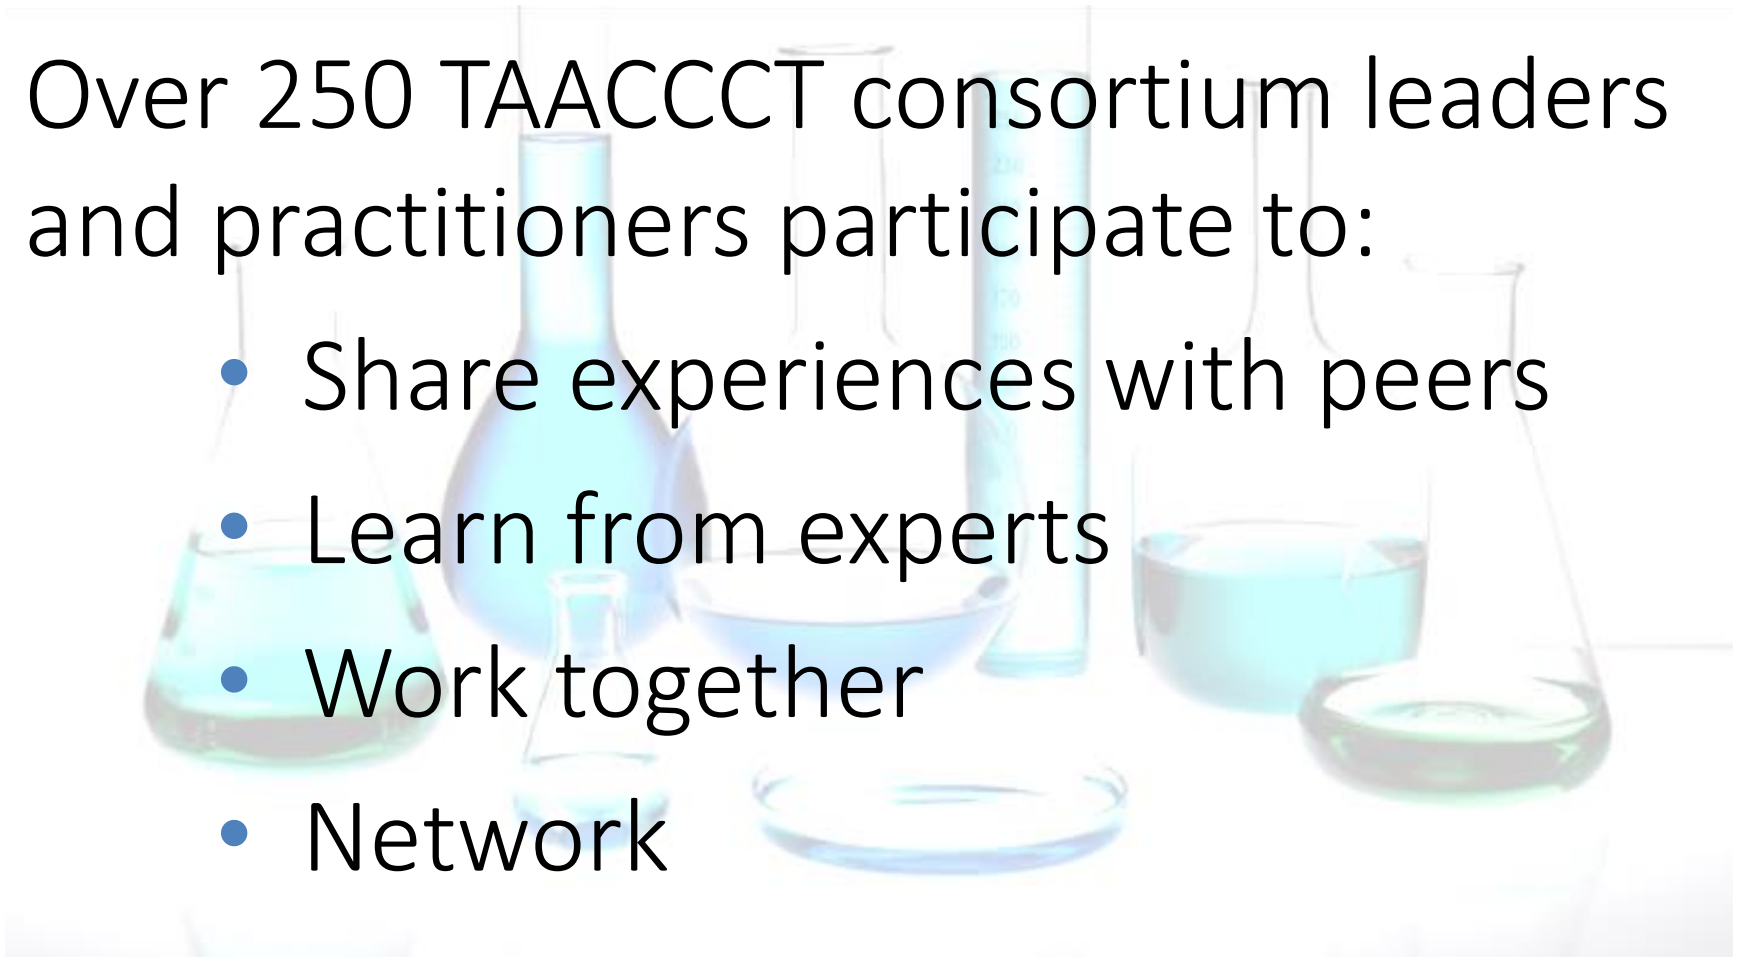 Over 250 TAACCCT consortium leaders
and practitioners participate to:
• Share experiences with peers
• Learn from experts
• Work together
• Network